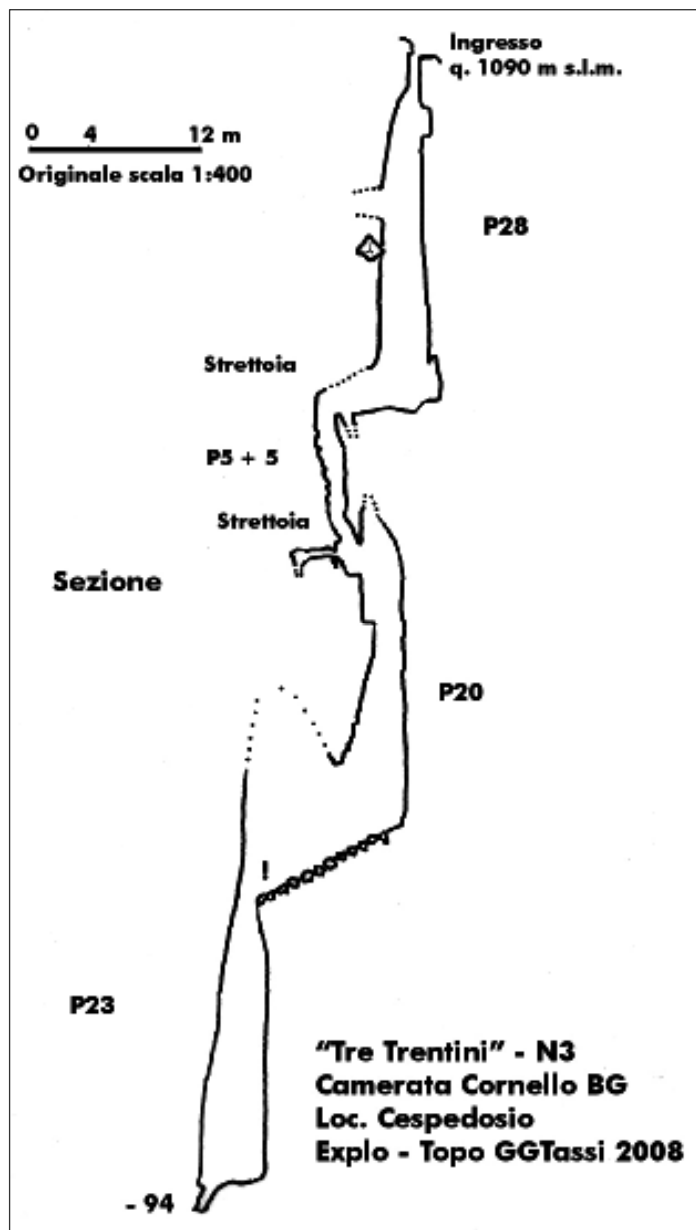 Ingresso
q. 1090 m s.l.m.
0 4 12 m
Originale scala 1:400
P28
Strettoia
P5 + 5
Strettoia
Sezione
P20
!
P23
"Tre Trentini" - N3
Camerata Cornello BG
Loc. Cespedosio
Explo - Topo GGTassi 2008
- 94